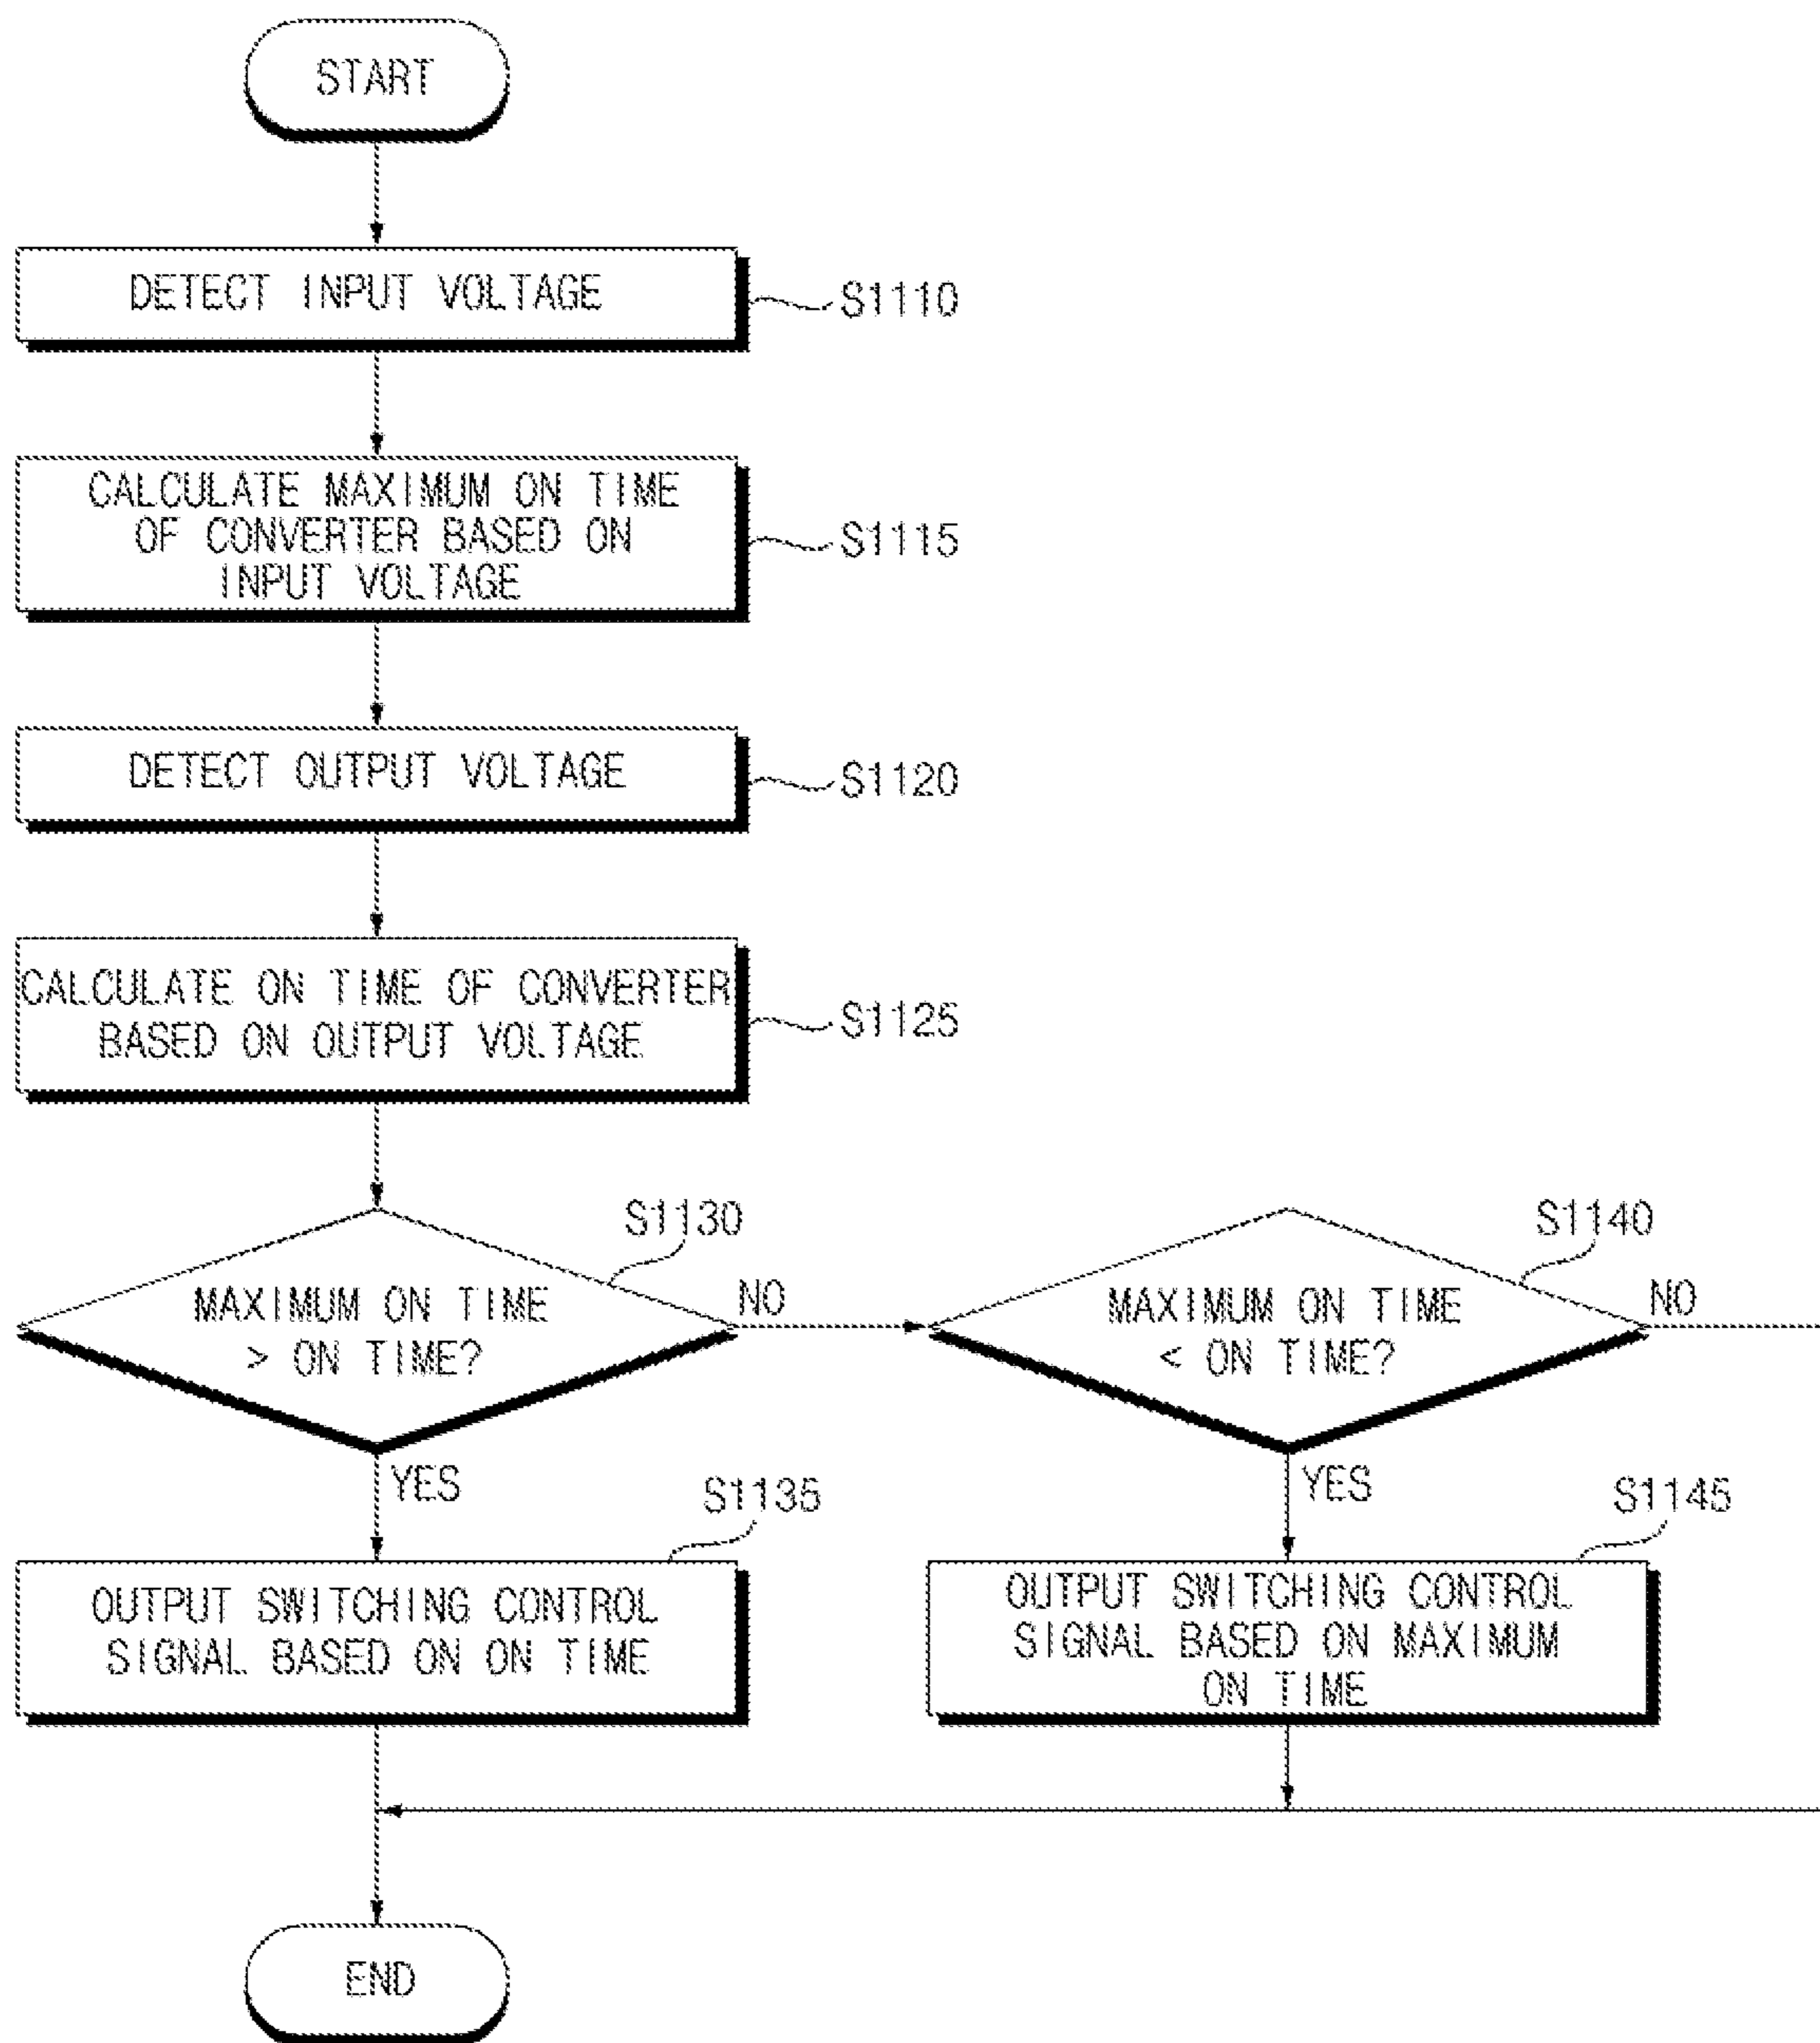 START
DETECT INPUT VOLTAGE
S1110
CALCULATE MAXIMUM ON TIME
OF CONVERTER BASED ON
INPUT VOLTAGE
S1115
DETECT OUTPUT VOLTAGE
S1120
CALCULATE ON TIME OF CONVERTER
BASED ON OUTPUT VOLTAGE
S1125
S1130
MAXIMUM ON TIME
> ON TIME?
NO
YES
S1140
MAXIMUM ON TIME
< ON TIME?
NO
YES
S1135
OUTPUT SWITCHING CONTROL
SIGNAL BASED ON ON TIME
S1145
OUTPUT SWITCHING CONTROL
SIGNAL BASED ON MAXIMUM
ON TIME
END